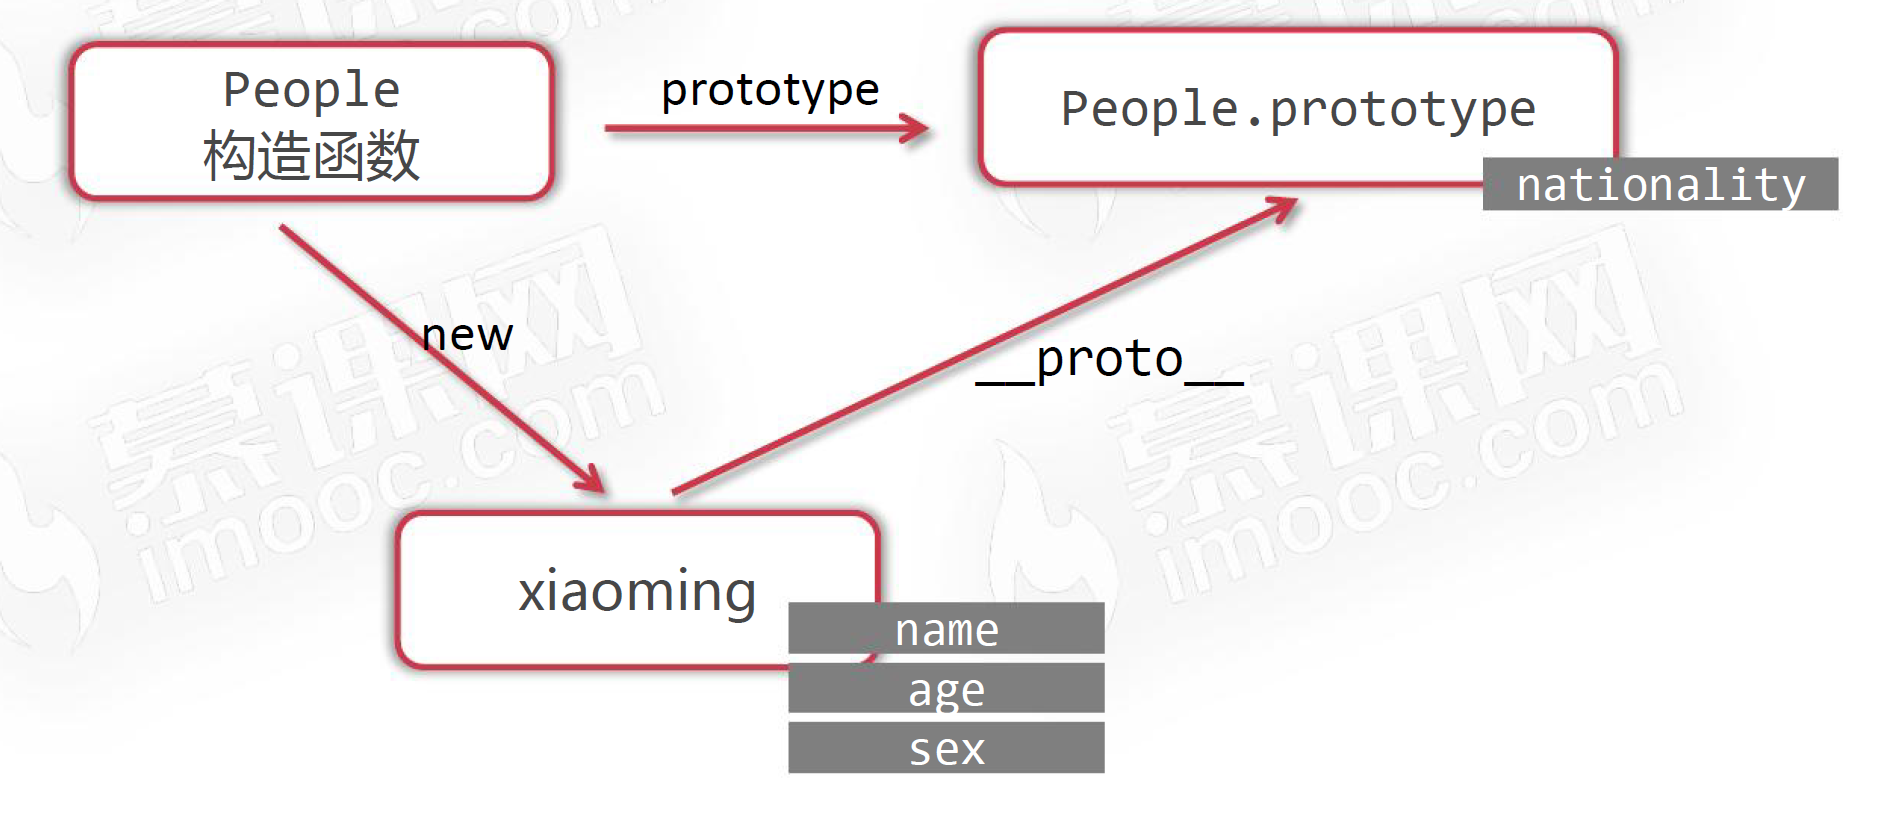 People
构造函数
prototype
People.prototype
nationality
new
__proto__
xiaoming
name
age
sex
慕课网
imooc.com
慕课网
imooc.com